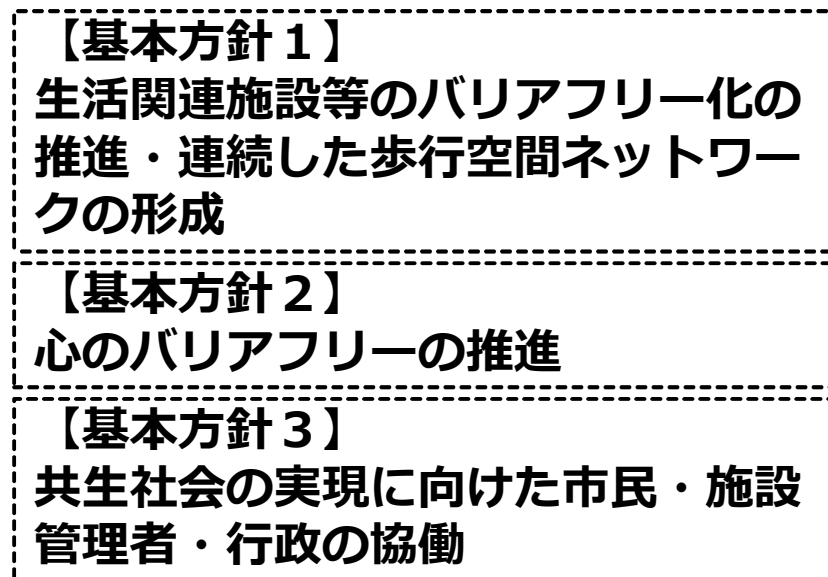 【基本方針１】
生活関連施設等のバリアフリー化の
推進・連続した歩行空間ネットワー
クの形成
【基本方針２】
心のバリアフリーの推進
【基本方針３】
共生社会の実現に向けた市民・施設
管理者・行政の協働